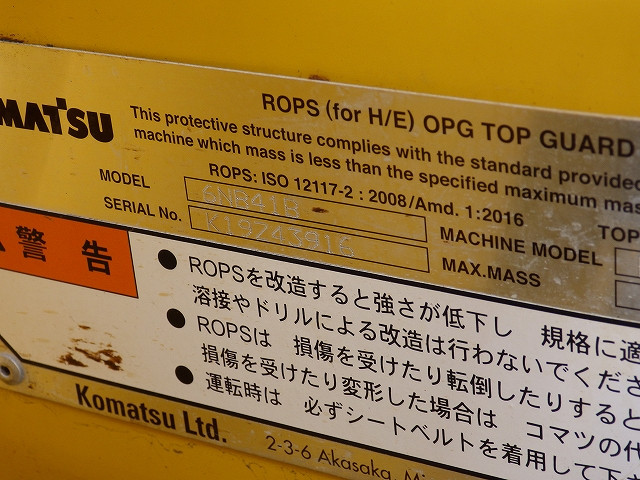 KOMATSU
ROPS (for H/E) OPG TOP GUARD
This protective structure complies with the standard provided
machine which mass is less than the specified maximum mas
ROPS: ISO 12117-2 : 2008/Amd. 1:2016
MODEL 6NB41B
TOP
SERIAL No. K19Z43916
MACHINE MODEL
MAX.MASS
警告
● ROPSを改造すると強さが低下し 規格に適
溶接やドリルによる改造は行わないでくださ
● ROPSは 損傷を受けたり転倒したりすると
損傷を受けたり変形した場合は コマツの代
● 運転時は 必ずシートベルトを着用して下
Komatsu Ltd.
2-3-6 Akasaka, Mi